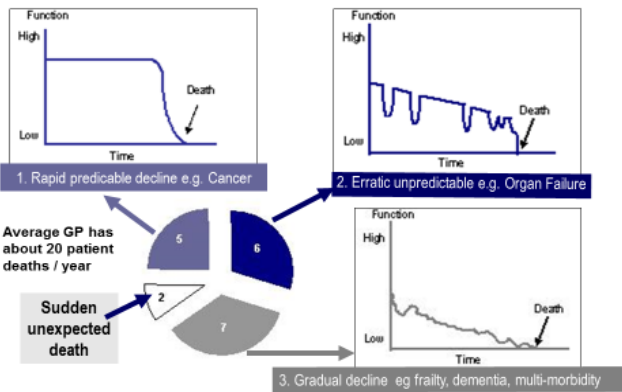 Function
High
Death
Low
Time
1. Rapid predicable decline e.g. Cancer
Function
High
Death
Low
Time
2. Erratic unpredictable e.g. Organ Failure
Average GP has
about 20 patient
deaths / year
5
6
2
7
Sudden
unexpected
death
Function
High
Death
Low
Time
3. Gradual decline eg frailty, dementia, multi-morbidity